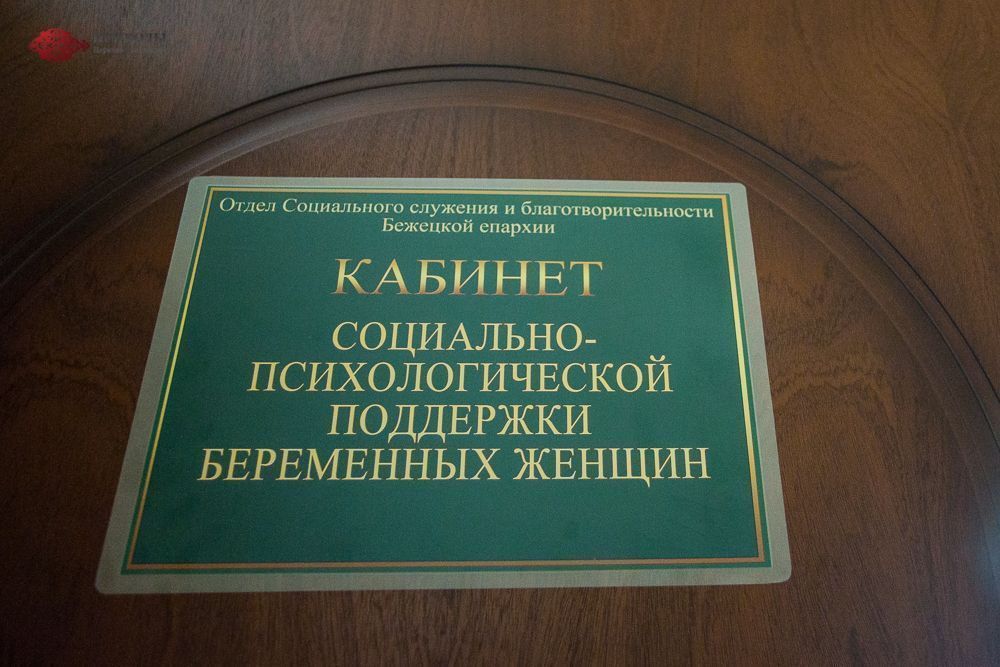 Отдел Социального служения и благотворительности
Бежецкой епархии
КАБИНЕТ
СОЦИАЛЬНО-
ПСИХОЛОГИЧЕСКОЙ
ПОДДЕРЖКИ
БЕРЕМЕННЫХ ЖЕНЩИН